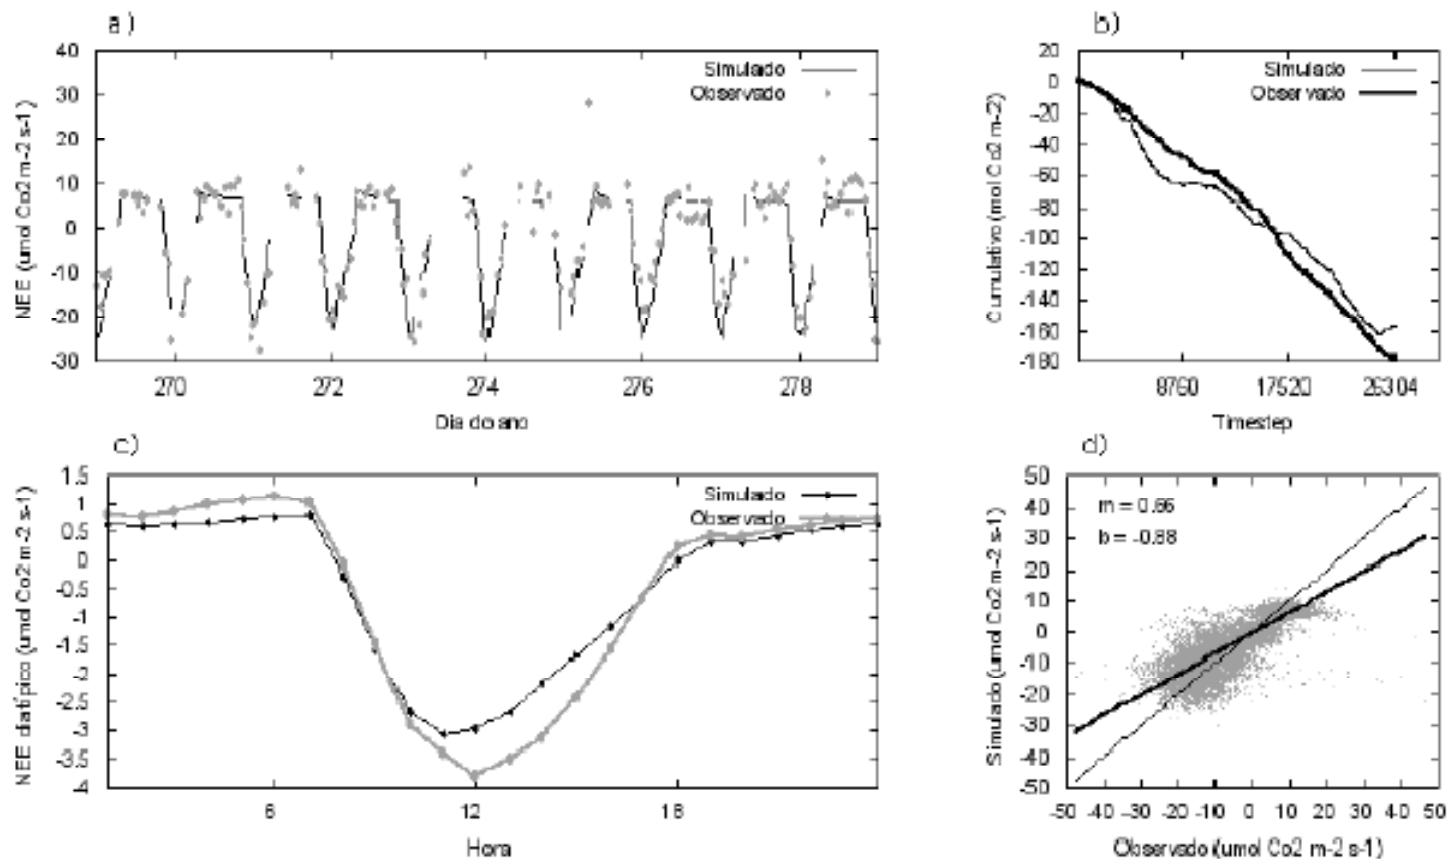 a)
40
30
20
10
0
-10
-20
-30
NEE (umol Co2 m-2 s-1)
Simulado
Observado
270
272
274
276
278
Dia do ano
b)
20
0
-20
-40
-60
-80
-100
-120
-140
-160
-180
Cumulativo (mol Co2 m-2)
Simulado
Observado
8760
17520
26304
Timestep
c)
1.5
1
0.5
0
-0.5
-1
-1.5
-2
-2.5
-3
-3.5
-4
NEE diatípico (umol Co2 m-2 s-1)
Simulado
Observado
6
12
18
Hora
d)
50
40
30
20
10
0
-10
-20
-30
-40
-50
Simulado (umol Co2 m-2 s-1)
m = 0.66
b = -0.88
-50 -40 -30 -20 -10 0 10 20 30 40 50
Observado (umol Co2 m-2 s-1)